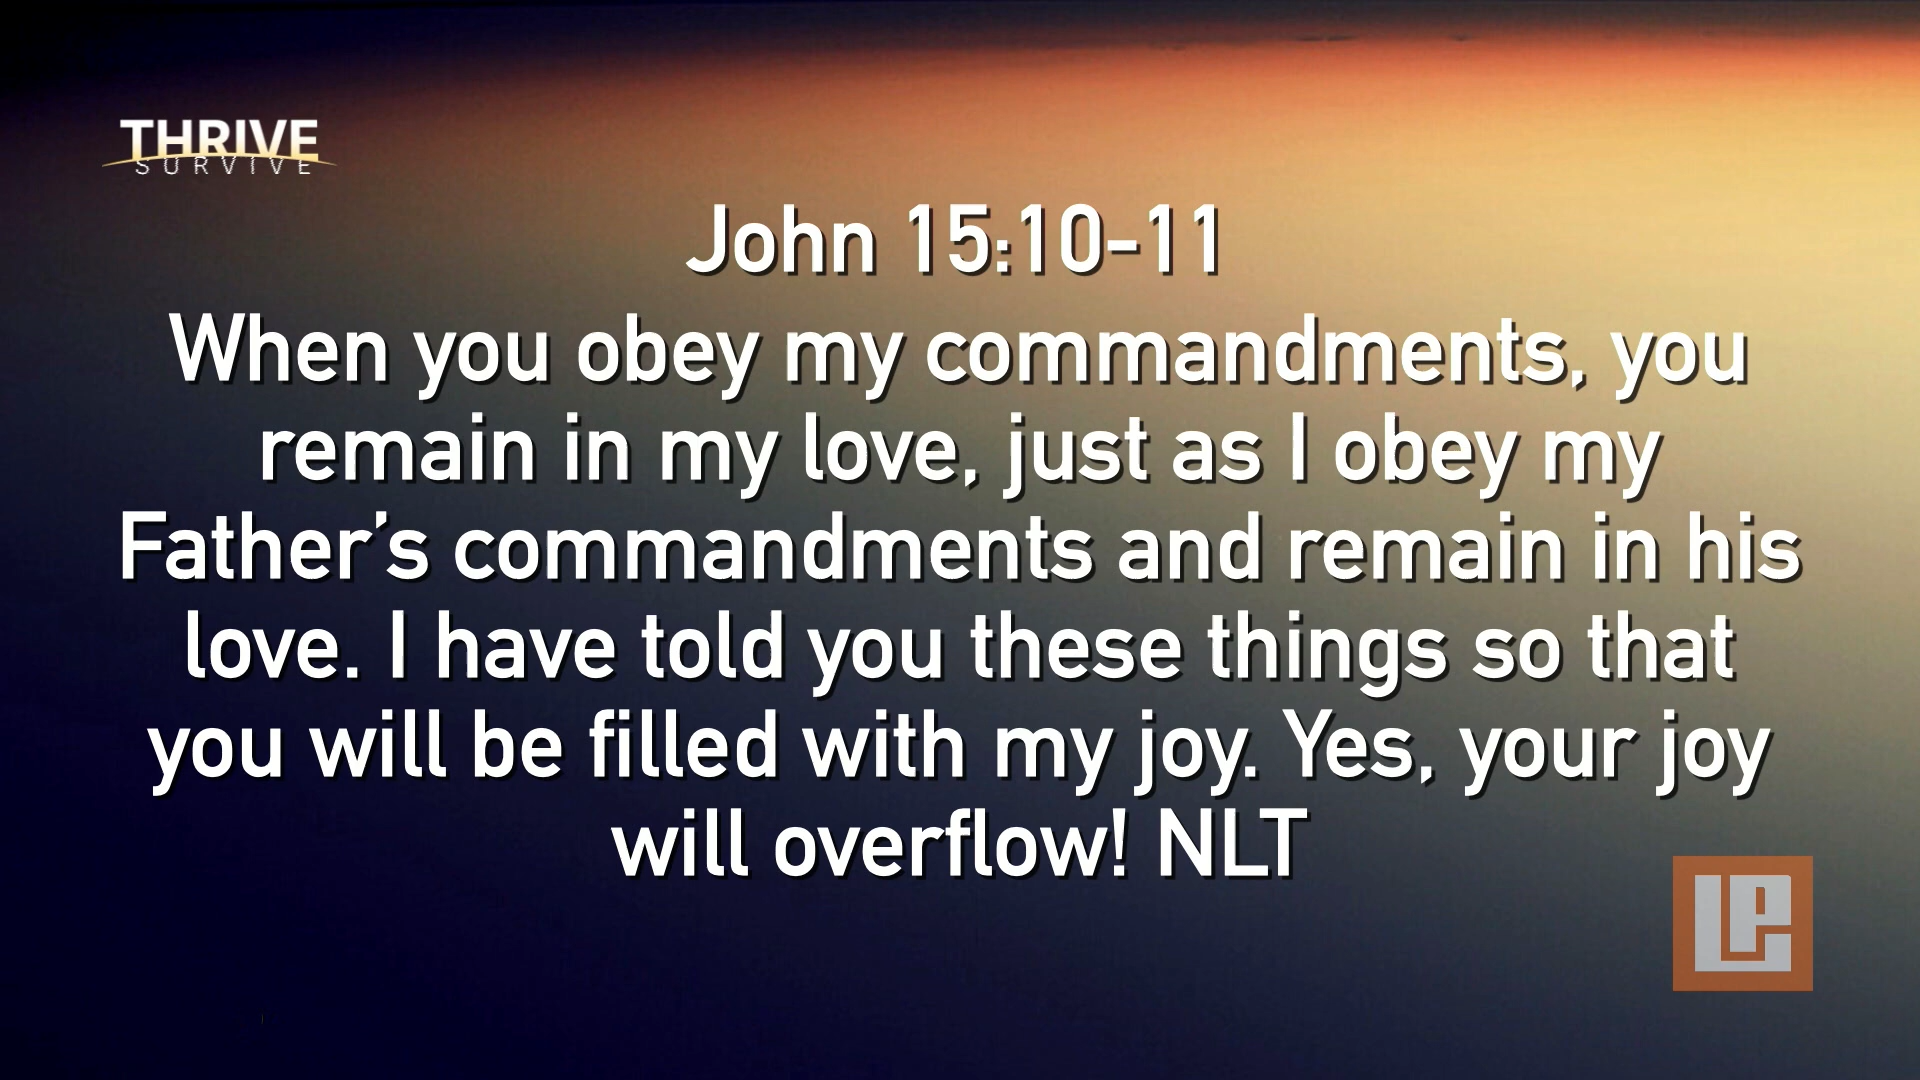 THRIVE
SURVIVE
John 15:10-11
When you obey my commandments, you
remain in my love, just as I obey my
Father’s commandments and remain in his
love. I have told you these things so that
you will be filled with my joy. Yes, your joy
will overflow! NLT
LP